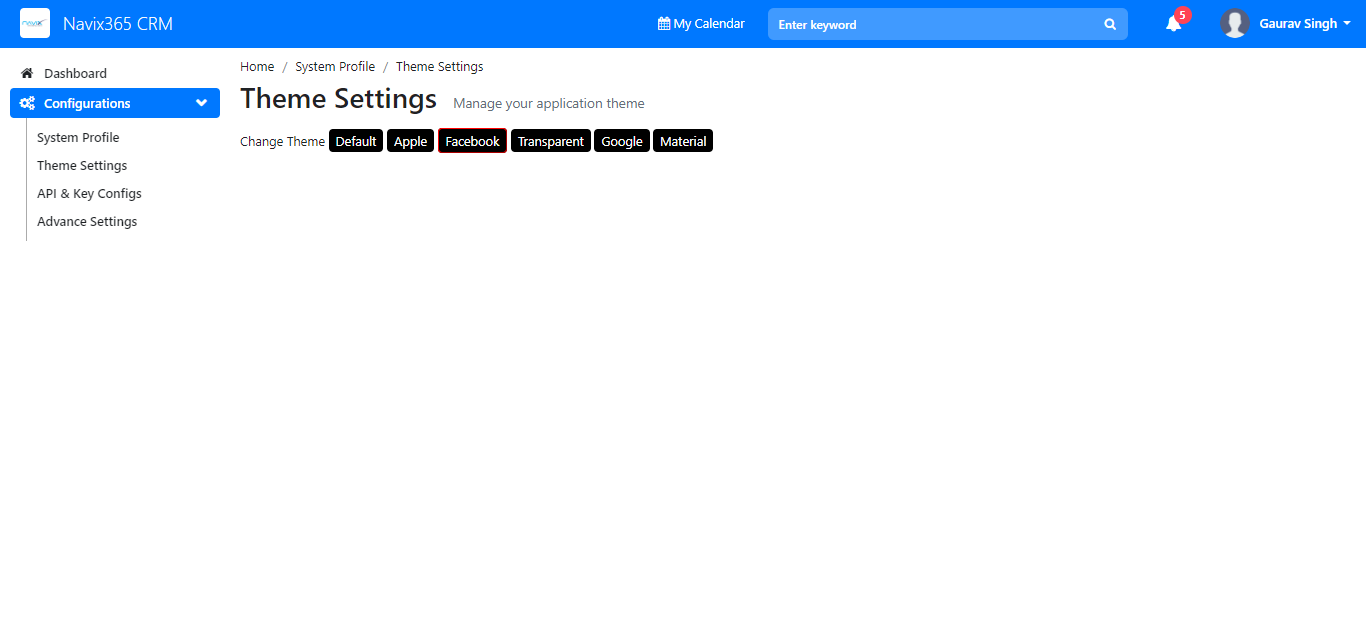 Navix365 CRM
My Calendar
Enter keyword
5
Gaurav Singh
Dashboard
Configurations
System Profile
Theme Settings
API & Key Configs
Advance Settings
Home / System Profile / Theme Settings
Theme Settings Manage your application theme
Change Theme Default Apple Facebook Transparent Google Material